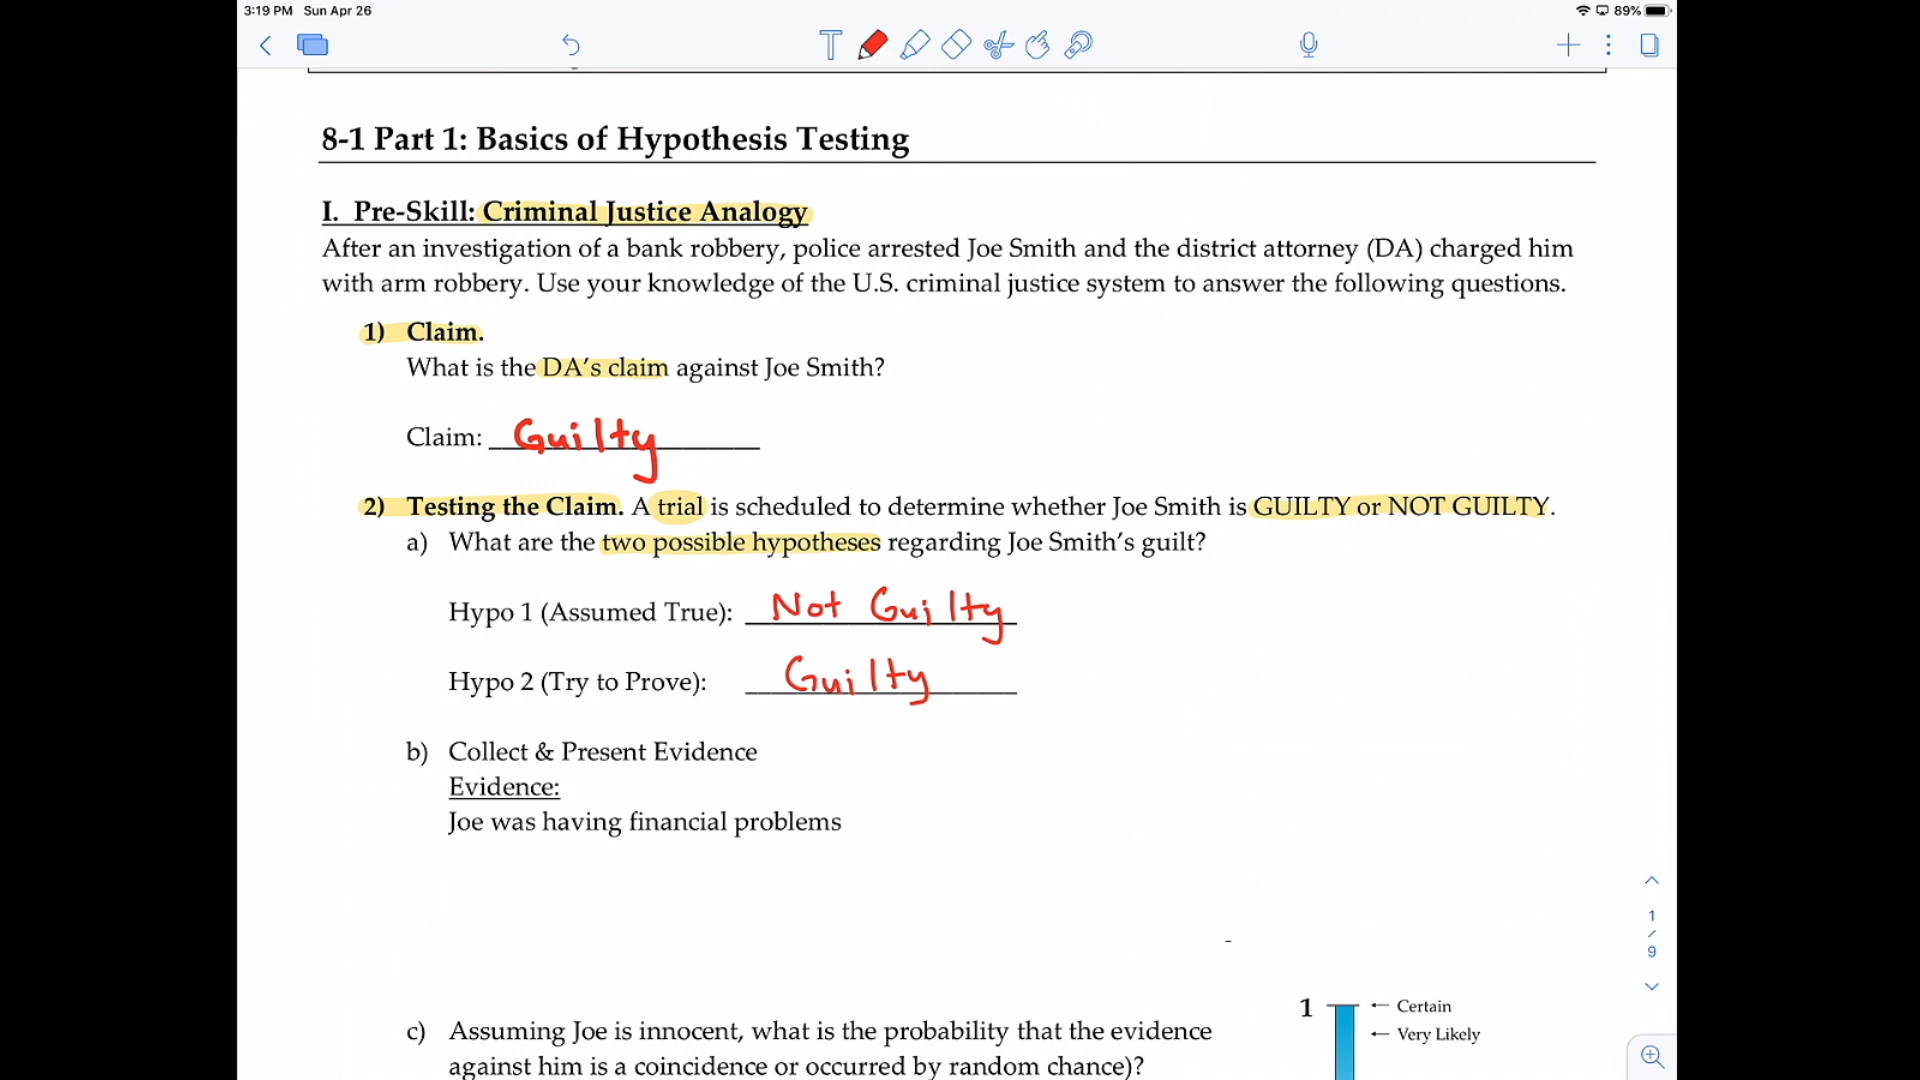 3:19 PM Sun Apr 26
89%
T
8-1 Part 1: Basics of Hypothesis Testing
I. Pre-Skill: Criminal Justice Analogy
After an investigation of a bank robbery, police arrested Joe Smith and the district attorney (DA) charged him
with arm robbery. Use your knowledge of the U.S. criminal justice system to answer the following questions.
1) Claim.
What is the DA's claim against Joe Smith?
Claim: Guilty
2) Testing the Claim. A trial is scheduled to determine whether Joe Smith is GUILTY or NOT GUILTY.
a) What are the two possible hypotheses regarding Joe Smith's guilt?
Hypo 1 (Assumed True): Not Guilty
Hypo 2 (Try to Prove): Guilty
b) Collect & Present Evidence
Evidence:
Joe was having financial problems
1
/
9
1 ← Certain
← Very Likely
c) Assuming Joe is innocent, what is the probability that the evidence
against him is a coincidence or occurred by random chance)?